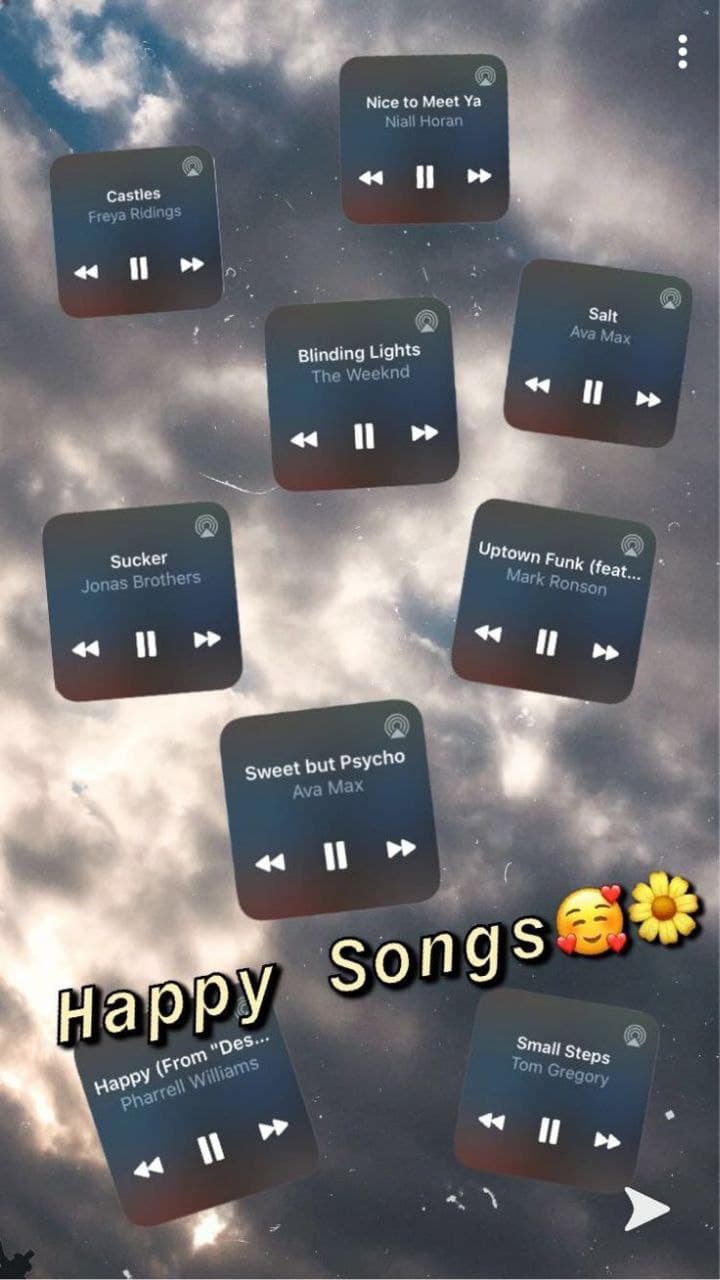 Nice to Meet Ya
Niall Horan
Castles
Freya Ridings
Salt
Ava Max
Blinding Lights
The Weeknd
Sucker
Jonas Brothers
Uptown Funk (feat...
Mark Ronson
Sweet but Psycho
Ava Max
Happy Songs🥰🌼
Happy (From "Des...
Pharrell Williams
Small Steps
Tom Gregory